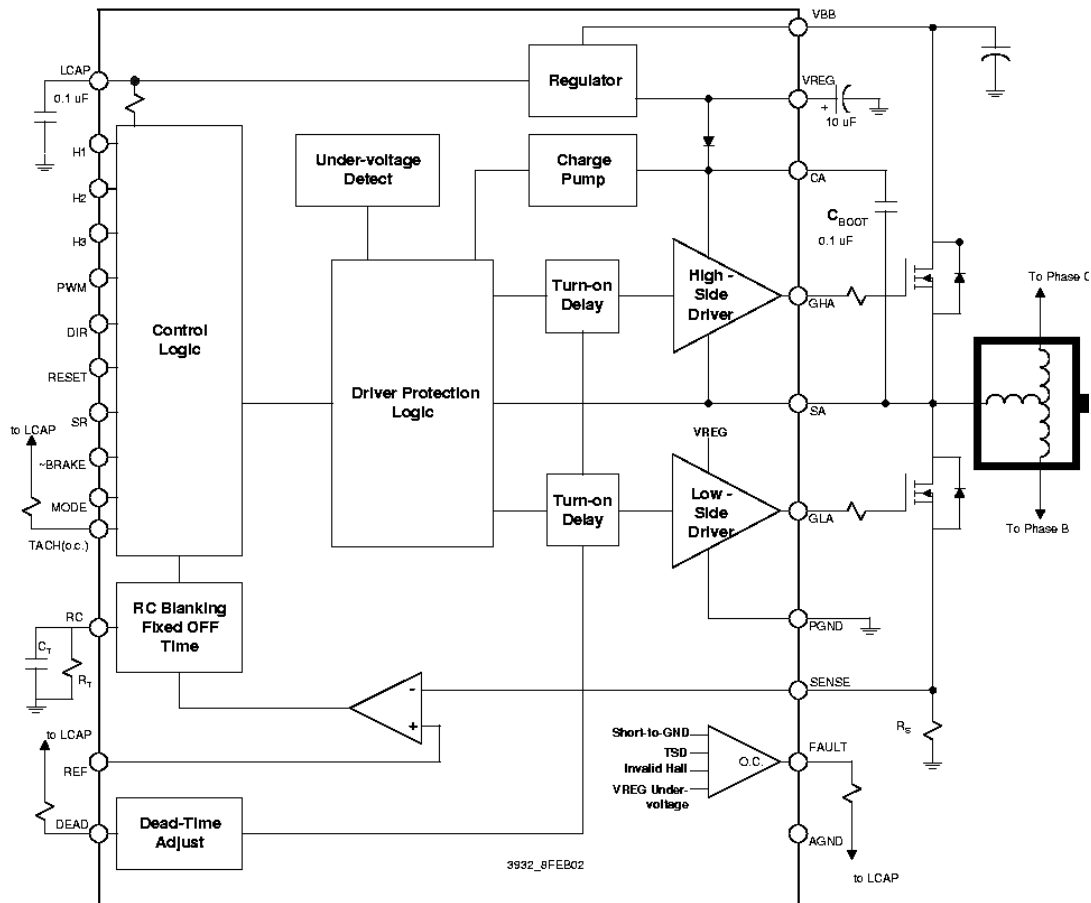 VBB
LCAP
0.1 uF
Regulator
VREG
+
10 uF
H1
H2
H3
PWM
DIR
RESET
SR
to LCAP
~BRAKE
MODE
TACH(o.c.)
Control
Logic
Under-voltage
Detect
Charge
Pump
CA
C_BOOT
0.1 uF
Driver Protection
Logic
Turn-on
Delay
High -
Side
Driver
GHA
To Phase C
SA
VREG
Turn-on
Delay
Low -
Side
Driver
GLA
To Phase B
PGND
RC
C_T
R_T
RC Blanking
Fixed OFF
Time
-
+
SENSE
R_S
to LCAP
REF
DEAD
Dead-Time
Adjust
Short-to-GND
TSD
Invalid Hall
VREG Under-
voltage
O.C.
FAULT
AGND
to LCAP
3932_8FEB02